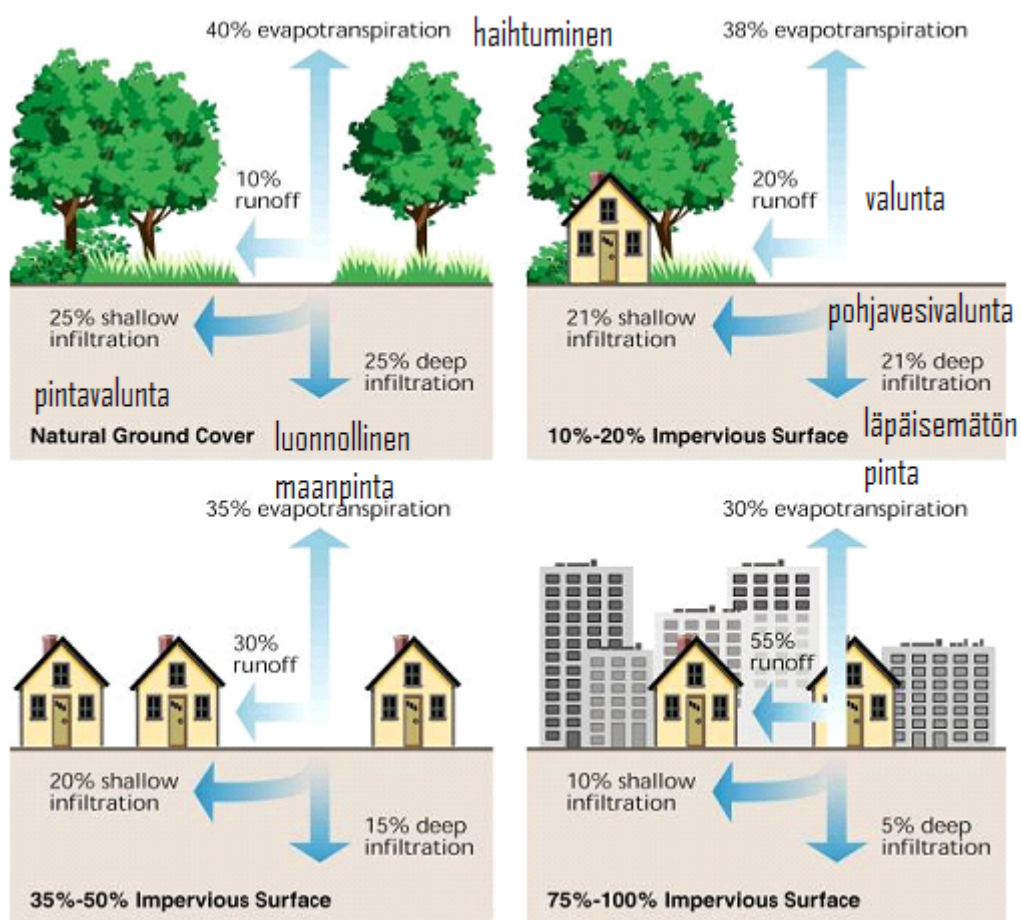 40% evapotranspiration
haihtuminen
10%
runoff
25% shallow
infiltration
25% deep
infiltration
pintavalunta
Natural Ground Cover
luonnollinen
maanpinta
38% evapotranspiration
20%
runoff
valunta
21% shallow
infiltration
pohjavesivalunta
21% deep
infiltration
10%-20% Impervious Surface
läpäisemätön
pinta
35% evapotranspiration
30%
runoff
20% shallow
infiltration
15% deep
infiltration
35%-50% Impervious Surface
30% evapotranspiration
55%
runoff
10% shallow
infiltration
5% deep
infiltration
75%-100% Impervious Surface